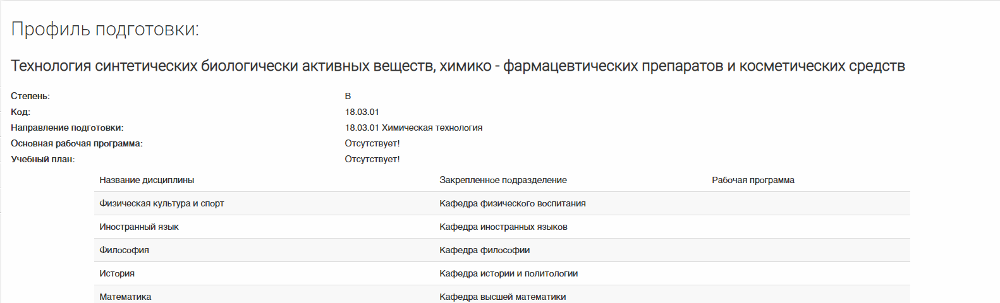 Профиль подготовки:
Технология синтетических биологически активных веществ, химико - фармацевтических препаратов и косметических средств
Степень: B
Код: 18.03.01
Направление подготовки: 18.03.01 Химическая технология
Основная рабочая программа: Отсутствует!
Учебный план: Отсутствует!
Название дисциплины Закрепленное подразделение Рабочая программа
Физическая культура и спорт Кафедра физического воспитания
Иностранный язык Кафедра иностранных языков
Философия Кафедра философии
История Кафедра истории и политологии
Математика Кафедра высшей математики